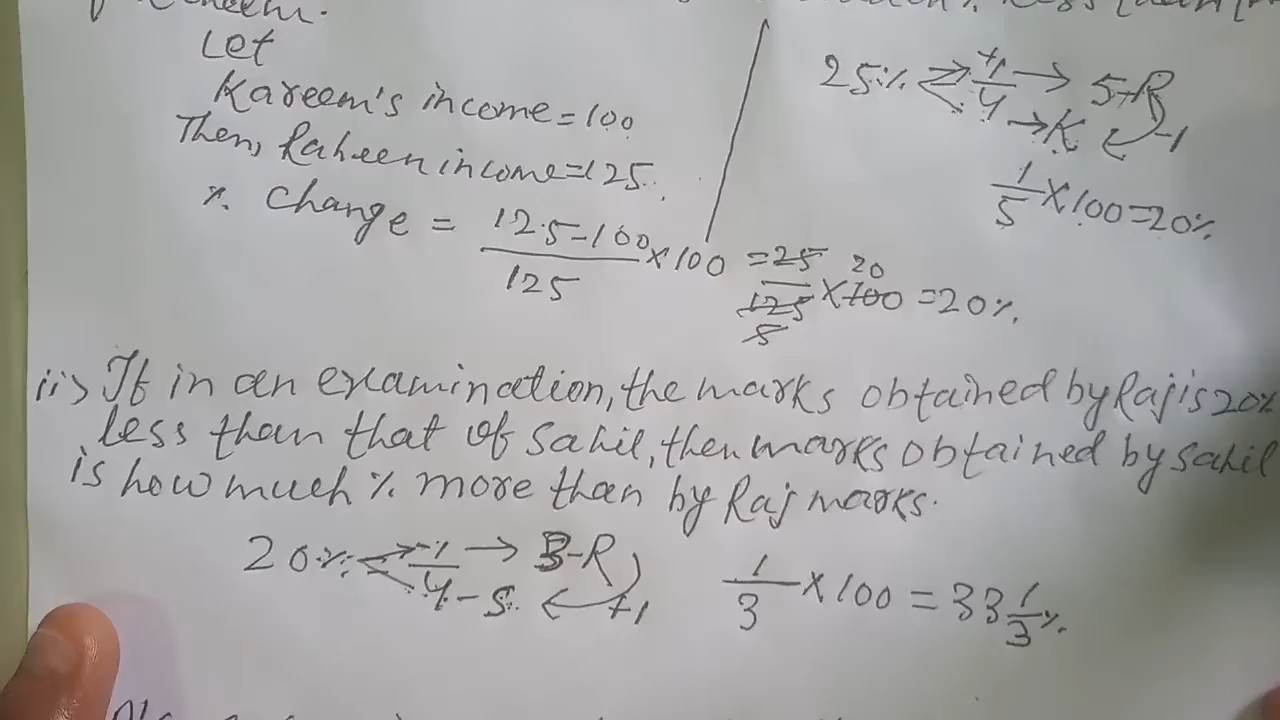 Let
Kareem's income = 100
Then, Raheen income = 125
% Change = 125-100/125 × 100 = 25/125 × 100 = 20%
5
20
25% +1/4 → 5-R
→ K
-1
1/5 × 100 = 20%
ii> If in an examination, the marks obtained by Raj is 20%
less than that of Sahil, then marks obtained by Sahil
is how much % more than by Raj marks.
20% -1/4 → 3-R
- S
+1
1/3 × 100 = 33 1/3 %